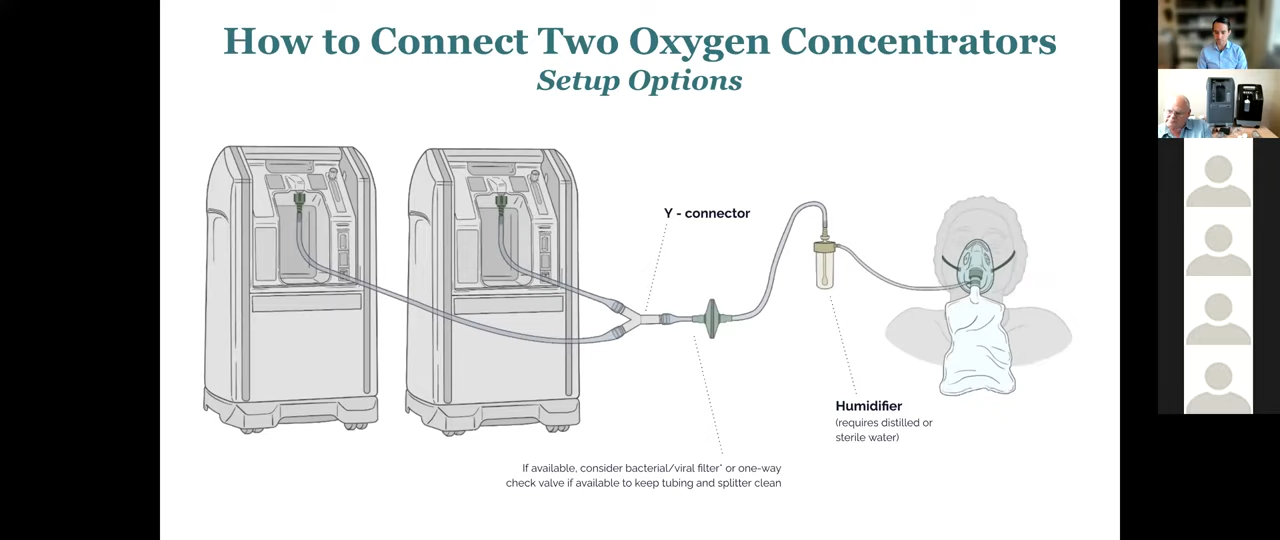 How to Connect Two Oxygen Concentrators
Setup Options
Y - connector
Humidifier
(requires distilled or
sterile water)
If available, consider bacterial/viral filter* or one-way
check valve if available to keep tubing and splitter clean